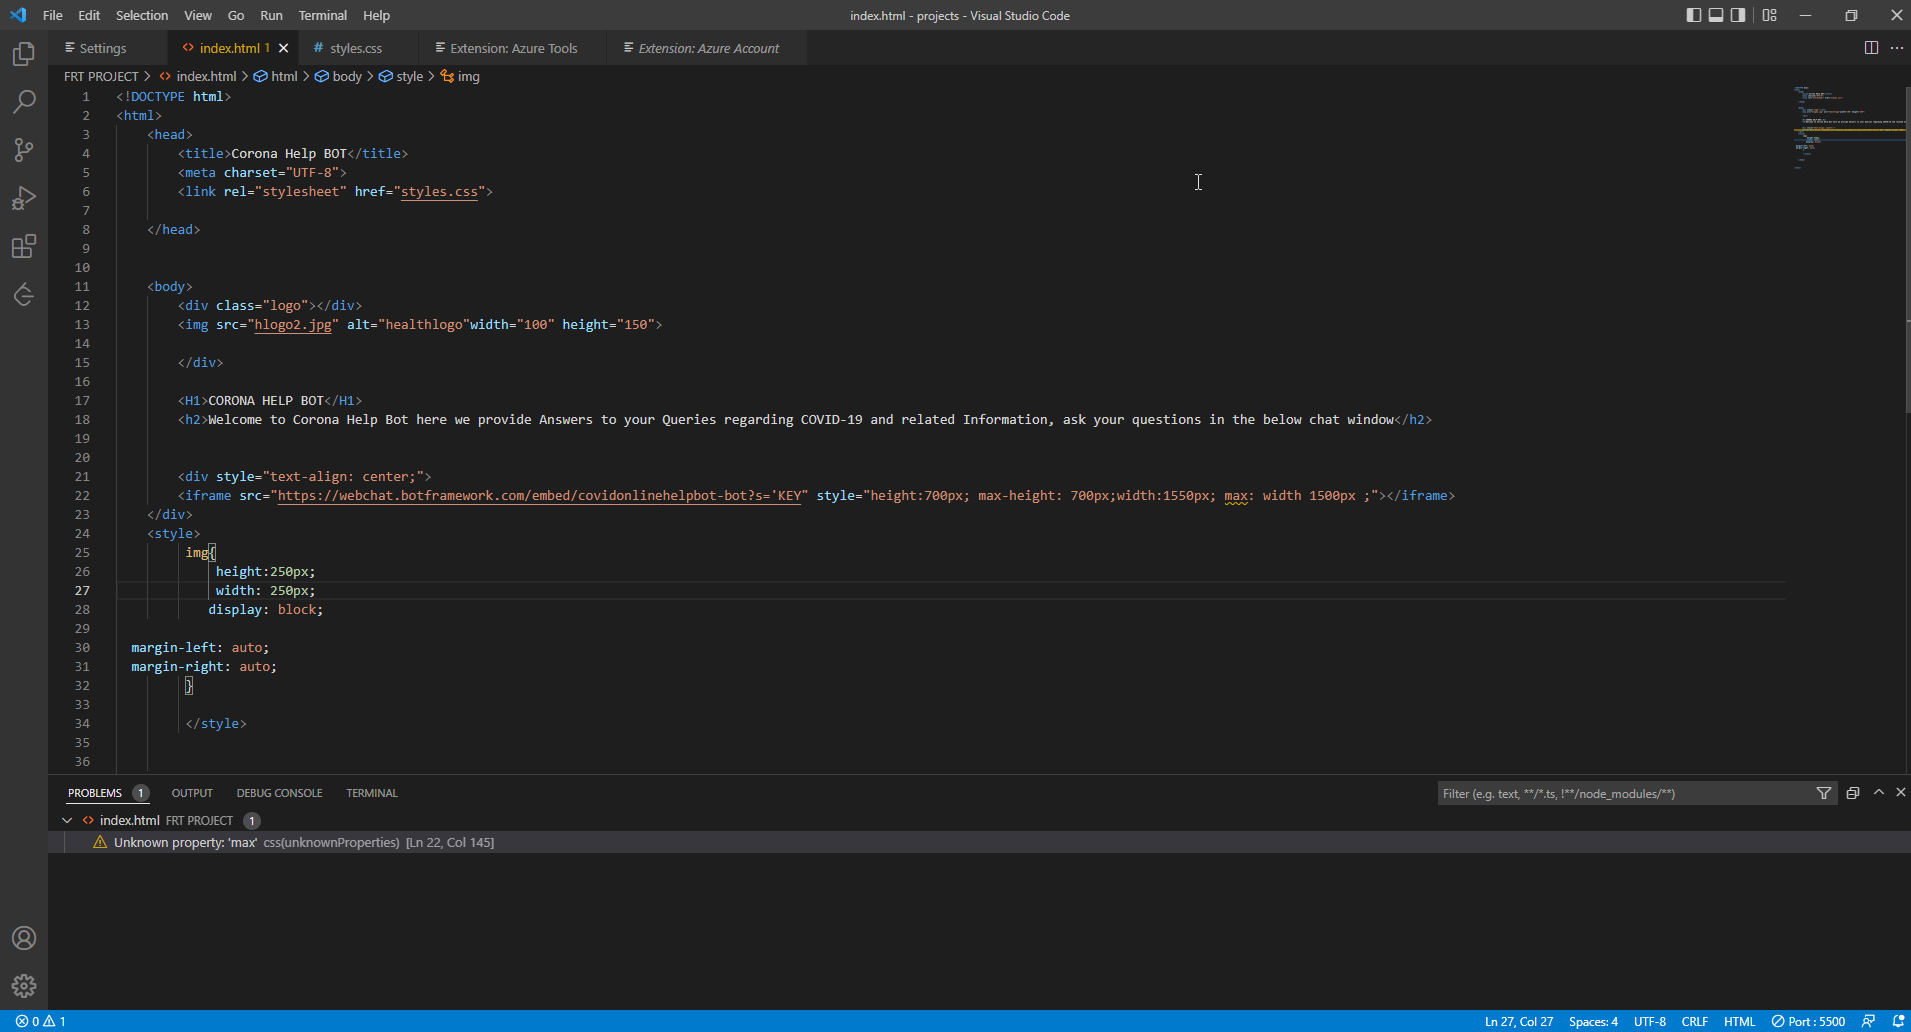 File Edit Selection View Go Run Terminal Help
index.html - projects - Visual Studio Code
Settings
index.html 1
# styles.css
Extension: Azure Tools
Extension: Azure Account
FRT PROJECT > <> index.html > html > body > style > img
1 <!DOCTYPE html>
2 <html>
3 <head>
4 <title>Corona Help BOT</title>
5 <meta charset="UTF-8">
6 <link rel="stylesheet" href="styles.css">
7
8 </head>
9
10
11 <body>
12 <div class="logo"></div>
13 <img src="hlogo2.jpg" alt="healthlogo"width="100" height="150">
14
15 </div>
16
17 <H1>CORONA HELP BOT</H1>
18 <h2>Welcome to Corona Help Bot here we provide Answers to your Queries regarding COVID-19 and related Information, ask your questions in the below chat window</h2>
19
20
21 <div style="text-align: center;">
22 <iframe src="https://webchat.botframework.com/embed/covidonlinehelpbot-bot?s='KEY" style="height:700px; max-height: 700px;width:1550px; max: width 1500px ;"></iframe>
23 </div>
24 <style>
25 img{
26 height:250px;
27 width: 250px;
28 display: block;
29
30 margin-left: auto;
31 margin-right: auto;
32 }
33
34 </style>
35
36
PROBLEMS 1 OUTPUT DEBUG CONSOLE TERMINAL
Filter (e.g. text, **/*.ts, !**/node_modules/**)
index.html FRT PROJECT 1
Unknown property: 'max' css(unknownProperties) [Ln 22, Col 145]
0 1
Ln 27, Col 27 Spaces: 4 UTF-8 CRLF HTML Port : 5500